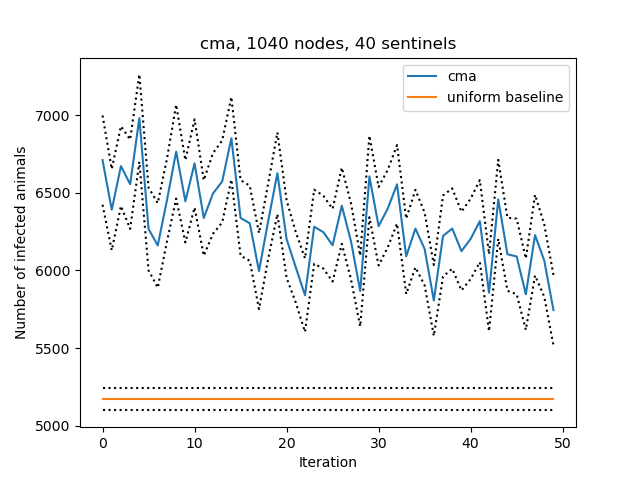 cma, 1040 nodes, 40 sentinels
cma
uniform baseline
Number of infected animals
7000
6500
6000
5500
5000
0 10 20 30 40 50
Iteration